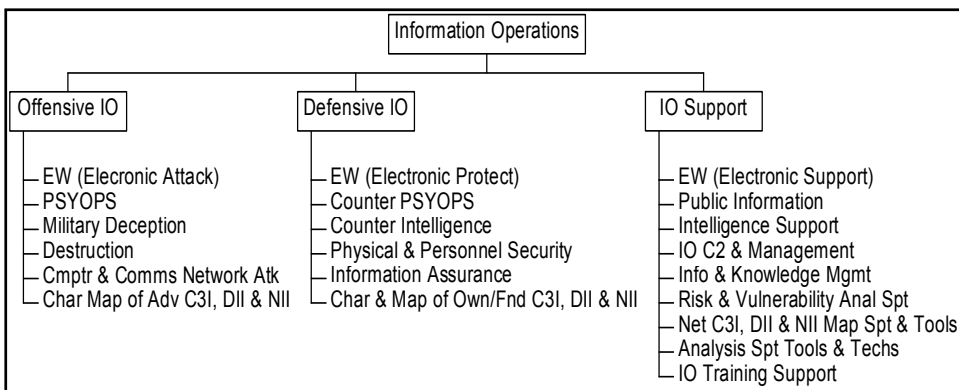 Information Operations
Offensive IO
EW (Elecronic Attack)
PSYOPS
Military Deception
Destruction
Cmptr & Comms Network Atk
Char Map of Adv C3I, DII & NII
Defensive IO
EW (Electronic Protect)
Counter PSYOPS
Counter Intelligence
Physical & Personnel Security
Information Assurance
Char & Map of Own/Fnd C3I, DII & NII
IO Support
EW (Electronic Support)
Public Information
Intelligence Support
IO C2 & Management
Info & Knowledge Mgmt
Risk & Vulnerability Anal Spt
Net C3I, DII & NII Map Spt & Tools
Analysis Spt Tools & Techs
IO Training Support